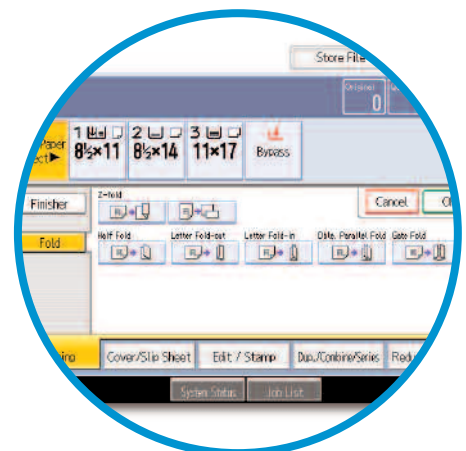 Store File
Original
0
Paper
ect▶
1
8½×11
2
8½×14
3
11×17
Bypass
Finisher
Z-fold
Cancel
Fold
Half Fold
Letter Fold-out
Letter Fold-in
Dble. Parallel Fold
Gate Fold
Cover/Slip Sheet
Edit / Stamp
Dup./Combine/Series
Redu
System Status
Job List